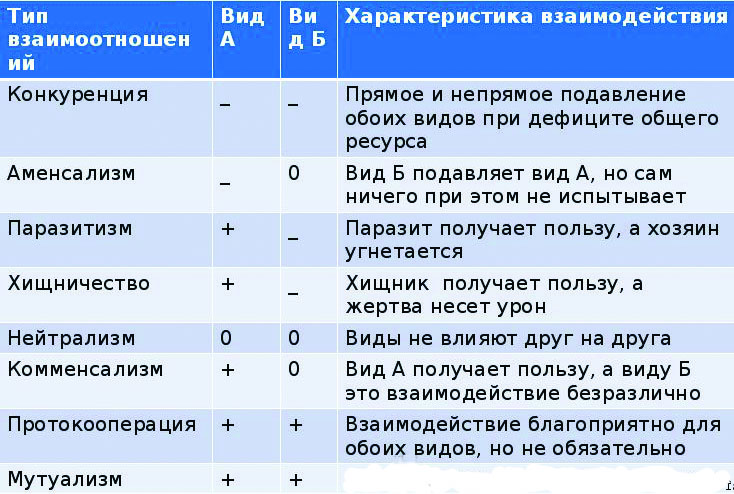 Тип Вид Ви Характеристика взаимодействия
взаимоотношен А д Б
ий
Конкуренция _ _ Прямое и непрямое подавление
обоих видов при дефиците общего
ресурса
Аменсализм _ 0 Вид Б подавляет вид А, но сам
ничего при этом не испытывает
Паразитизм + _ Паразит получает пользу, а хозяин
угнетается
Хищничество + _ Хищник получает пользу, а
жертва несет урон
Нейтрализм 0 0 Виды не влияют друг на друга
Комменсализм + 0 Вид А получает пользу, а виду Б
это взаимодействие безразлично
Протокооперация + + Взаимодействие благоприятно для
обоих видов, но не обязательно
Мутуализм + +